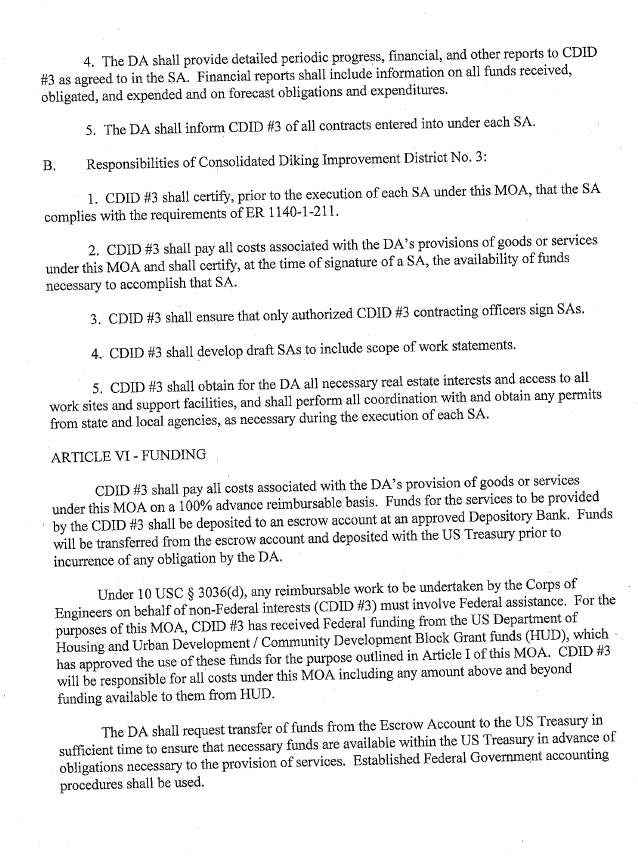 4. The DA shall provide detailed periodic progress, financial, and other reports to CDID
#3 as agreed to in the SA. Financial reports shall include information on all funds received,
obligated, and expended and on forecast obligations and expenditures.
5. The DA shall inform CDID #3 of all contracts entered into under each SA.
B. Responsibilities of Consolidated Diking Improvement District No. 3:
1. CDID #3 shall certify, prior to the execution of each SA under this MOA, that the SA
complies with the requirements of ER 1140-1-211.
2. CDID #3 shall pay all costs associated with the DA's provisions of goods or services
under this MOA and shall certify, at the time of signature of a SA, the availability of funds
necessary to accomplish that SA.
3. CDID #3 shall ensure that only authorized CDID #3 contracting officers sign SAs.
4. CDID #3 shall develop draft SAs to include scope of work statements.
5. CDID #3 shall obtain for the DA all necessary real estate interests and access to all
work sites and support facilities, and shall perform all coordination with and obtain any permits
from state and local agencies, as necessary during the execution of each SA.
ARTICLE VI - FUNDING
CDID #3 shall pay all costs associated with the DA's provision of goods or services
under this MOA on a 100% advance reimbursable basis. Funds for the services to be provided
by the CDID #3 shall be deposited to an escrow account at an approved Depository Bank. Funds
will be transferred from the escrow account and deposited with the US Treasury prior to
incurrence of any obligation by the DA.
Under 10 USC § 3036(d), any reimbursable work to be undertaken by the Corps of
Engineers on behalf of non-Federal interests (CDID #3) must involve Federal assistance. For the
purposes of this MOA, CDID #3 has received Federal funding from the US Department of
Housing and Urban Development / Community Development Block Grant funds (HUD), which
has approved the use of these funds for the purpose outlined in Article I of this MOA. CDID #3
will be responsible for all costs under this MOA including any amount above and beyond
funding available to them from HUD.
The DA shall request transfer of funds from the Escrow Account to the US Treasury in
sufficient time to ensure that necessary funds are available within the US Treasury in advance of
obligations necessary to the provision of services. Established Federal Government accounting
procedures shall be used.